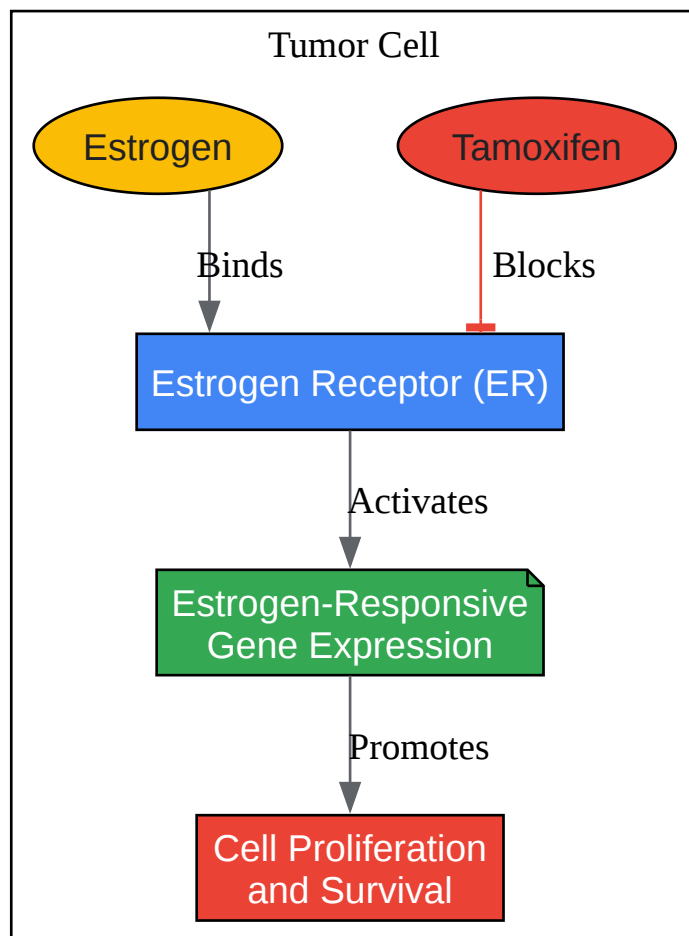 Tumor Cell
Estrogen
Tamoxifen
Binds
Blocks
Estrogen Receptor (ER)
Activates
Estrogen-Responsive
Gene Expression
Promotes
Cell Proliferation
and Survival